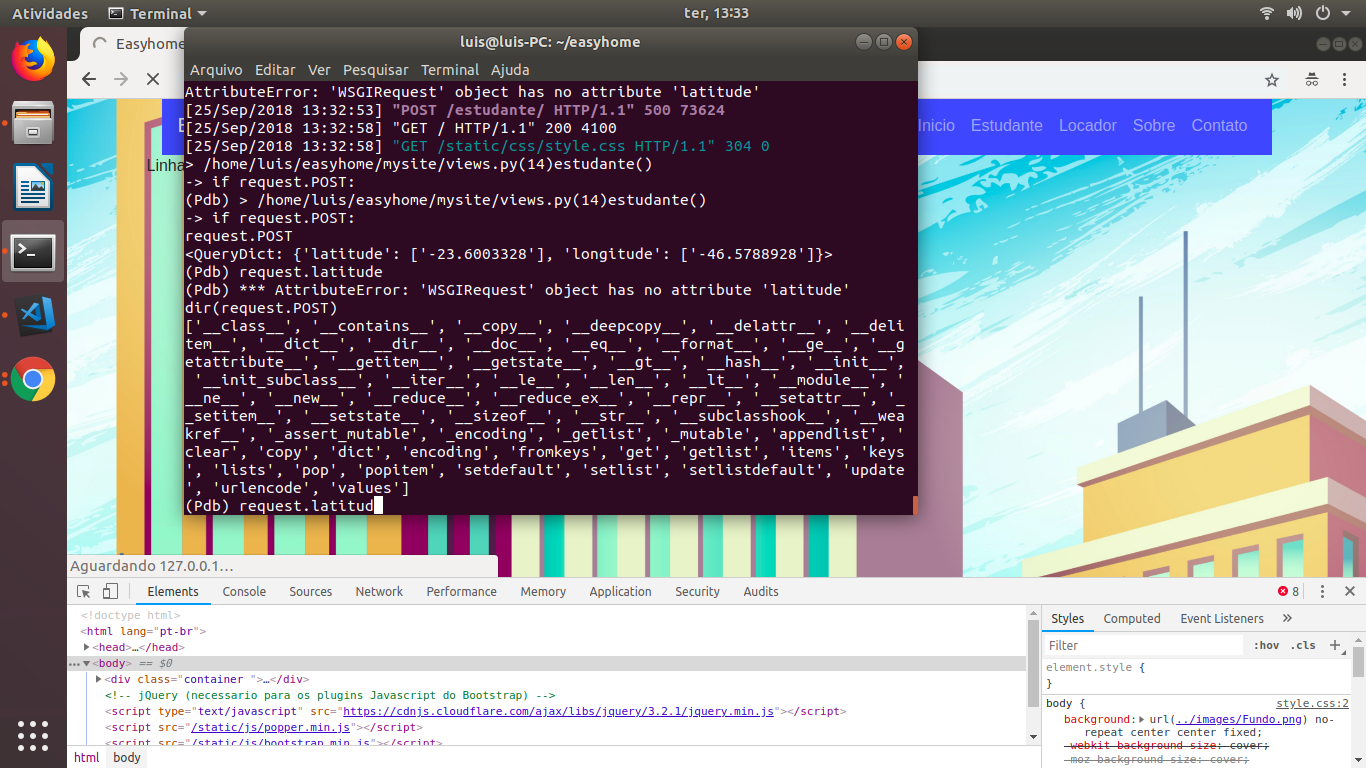 Atividades
Terminal
ter, 13:33
Easyhome
luis@luis-PC: ~/easyhome
Arquivo Editar Ver Pesquisar Terminal Ajuda
AttributeError: 'WSGIRequest' object has no attribute 'latitude'
[25/Sep/2018 13:32:53] "POST /estudante/ HTTP/1.1" 500 73624
[25/Sep/2018 13:32:58] "GET / HTTP/1.1" 200 4100
[25/Sep/2018 13:32:58] "GET /static/css/style.css HTTP/1.1" 304 0
> /home/luis/easyhome/mysite/views.py(14)estudante()
-> if request.POST:
(Pdb) > /home/luis/easyhome/mysite/views.py(14)estudante()
-> if request.POST:
request.POST
<QueryDict: {'latitude': ['-23.6003328'], 'longitude': ['-46.5788928']}>
(Pdb) request.latitude
(Pdb) *** AttributeError: 'WSGIRequest' object has no attribute 'latitude'
dir(request.POST)
['__class__', '__contains__', '__copy__', '__deepcopy__', '__delattr__', '__deli
tem__', '__dict__', '__dir__', '__doc__', '__eq__', '__format__', '__ge__', '__g
etattribute__', '__getitem__', '__getstate__', '__gt__', '__hash__', '__init__',
'__init_subclass__', '__iter__', '__le__', '__len__', '__lt__', '__module__', '
__ne__', '__new__', '__reduce__', '__reduce_ex__', '__repr__', '__setattr__', '_
_setitem__', '__setstate__', '__sizeof__', '__str__', '__subclasshook__', '__wea
kref__', '_assert_mutable', '_encoding', '_getlist', '_mutable', 'appendlist', '
clear', 'copy', 'dict', 'encoding', 'fromkeys', 'get', 'getlist', 'items', 'keys
', 'lists', 'pop', 'popitem', 'setdefault', 'setlist', 'setlistdefault', 'update
', 'urlencode', 'values']
(Pdb) request.latitud
Inicio Estudante Locador Sobre Contato
Linha
Aguardando 127.0.0.1…
Elements Console Sources Network Performance Memory Application Security Audits 8
<!doctype html>
<html lang="pt-br">
<head>…</head>
…<body> == $0
<div class="container ">…</div>
<!-- jQuery (necessario para os plugins Javascript do Bootstrap) -->
<script type="text/javascript" src="https://cdnjs.cloudflare.com/ajax/libs/jquery/3.2.1/jquery.min.js"></script>
<script src="/static/js/popper.min.js"></script>
<script src="/static/js/bootstrap.min.js"></script>
html body
Styles Computed Event Listeners »
Filter :hov .cls +
element.style {
}
body { style.css:2
background: url(../images/Fundo.png) no-
repeat center center fixed;
-webkit-background-size: cover;
-moz-background-size: cover;